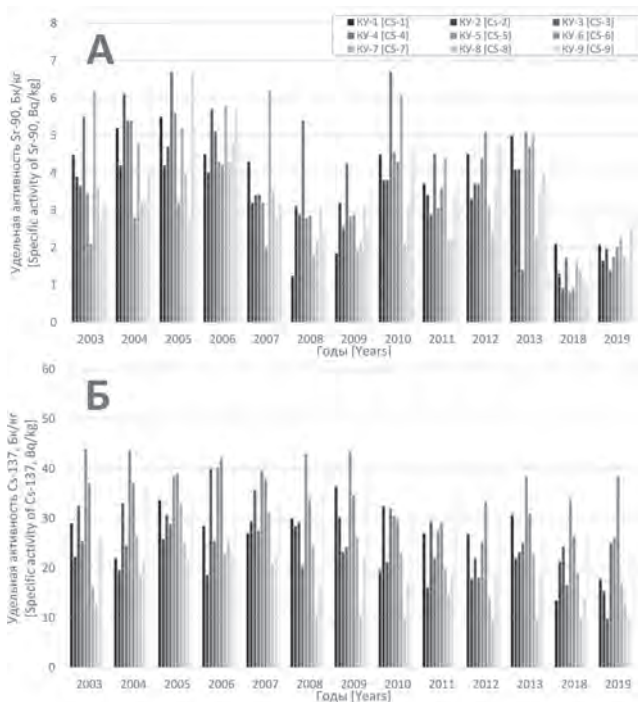 КУ-1 [CS-1] КУ-2 [CS-2] КУ-3 [CS-3]
КУ-4 [CS-4] КУ-5 [CS-5] КУ-6 [CS-6]
КУ-7 [CS-7] КУ-8 [CS-8] КУ-9 [CS-9]
А
Удельная активность Sr-90, Бк/кг
[Specific activity of Sr-90, Bq/kg]
8
7
6
5
4
3
2
1
0
2003 2004 2005 2006 2007 2008 2009 2010 2011 2012 2013 2018 2019
Годы [Years]
Б
Удельная активность Cs-137, Бк/кг
[Specific activity of Cs-137, Bq/kg]
60
50
40
30
20
10
0
2003 2004 2005 2006 2007 2008 2009 2010 2011 2012 2013 2018 2019
Годы [Years]